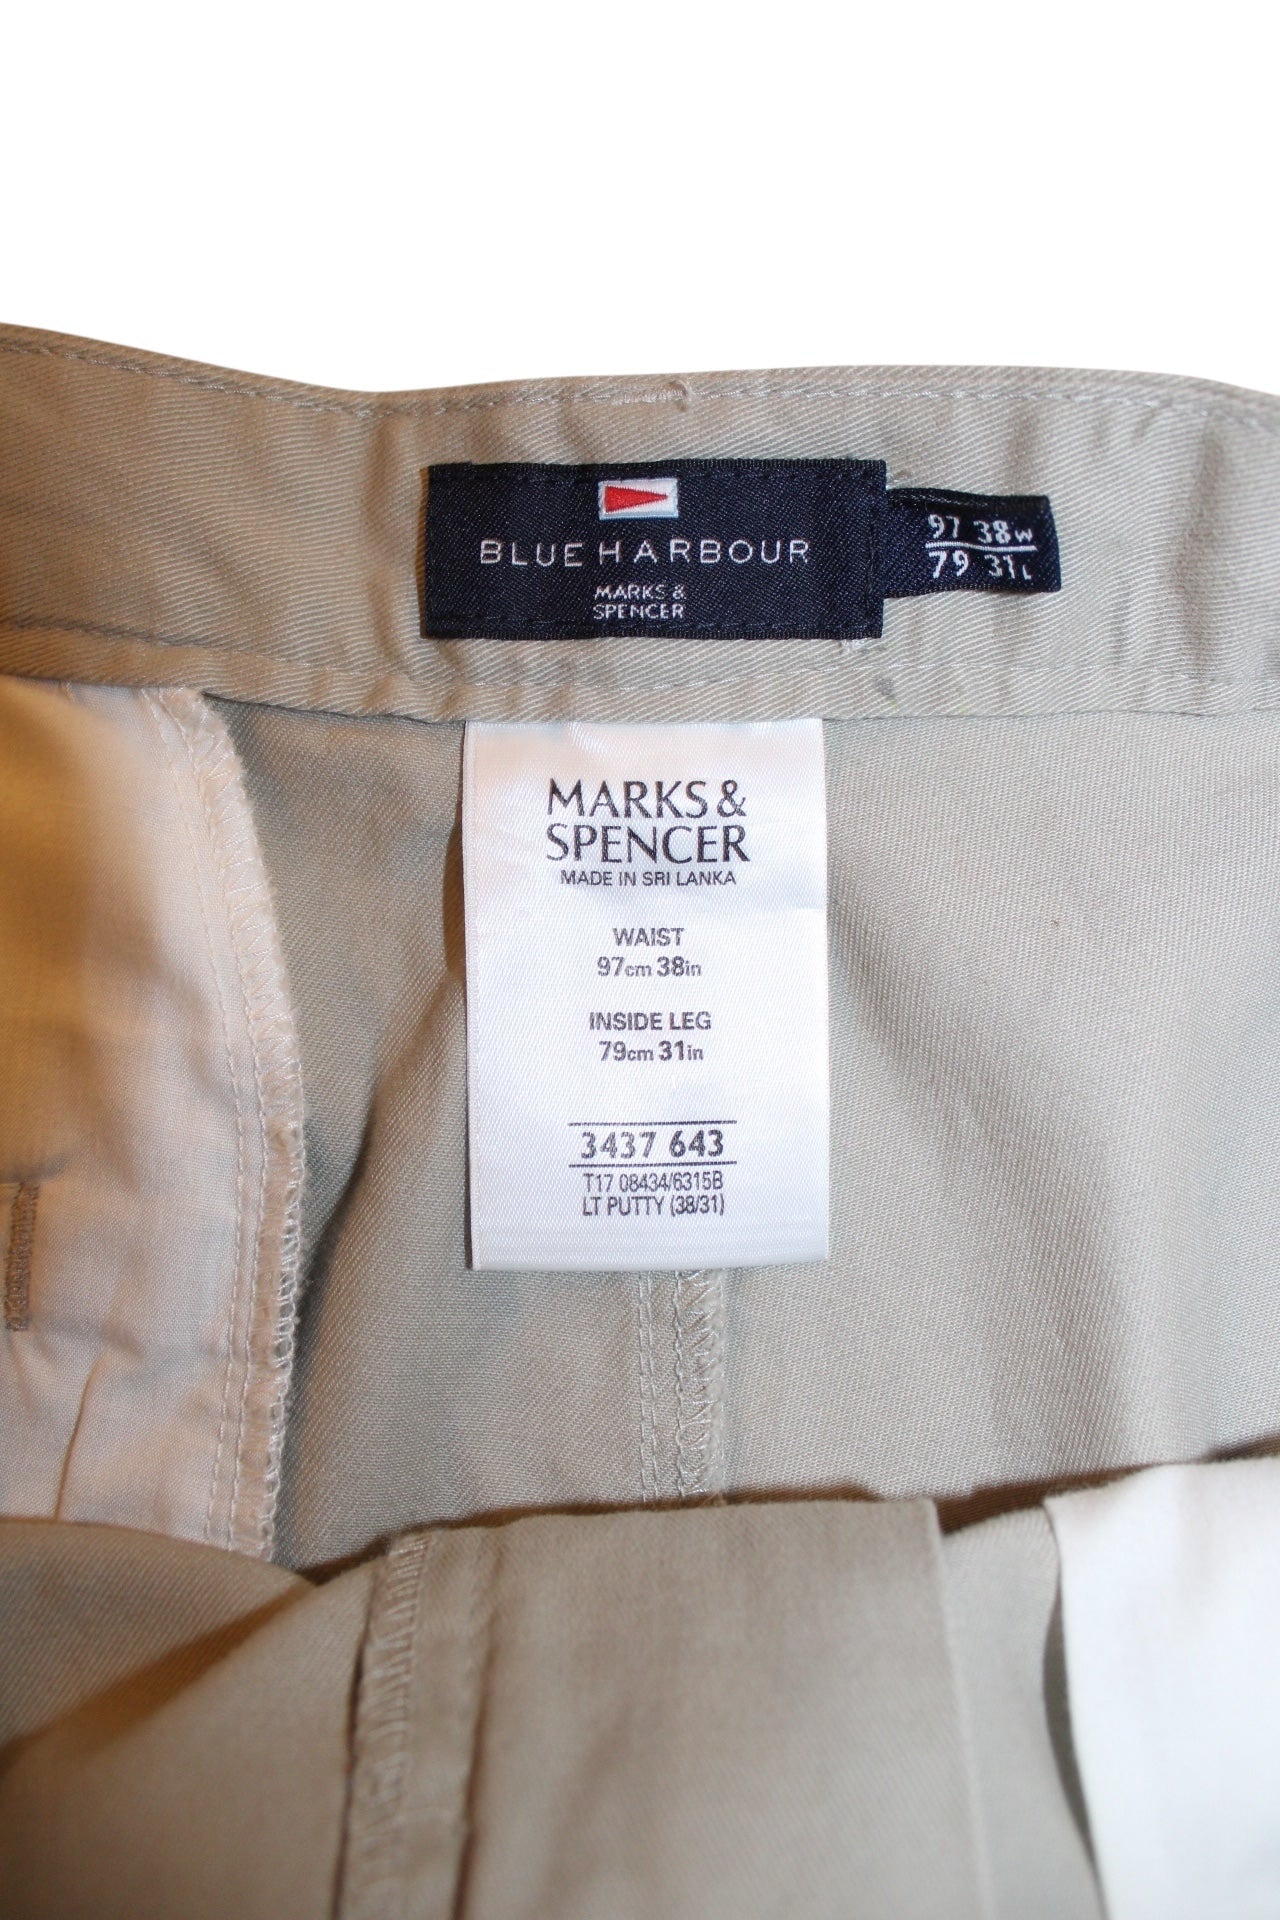 BLUE HARBOUR
MARKS &
SPENCER
97 38W
79 31L
MARKS &
SPENCER
MADE IN SRI LANKA
WAIST
97cm 38in
INSIDE LEG
79cm 31in
3437 643
T17 08434/6315B
LT PUTTY (38/31)